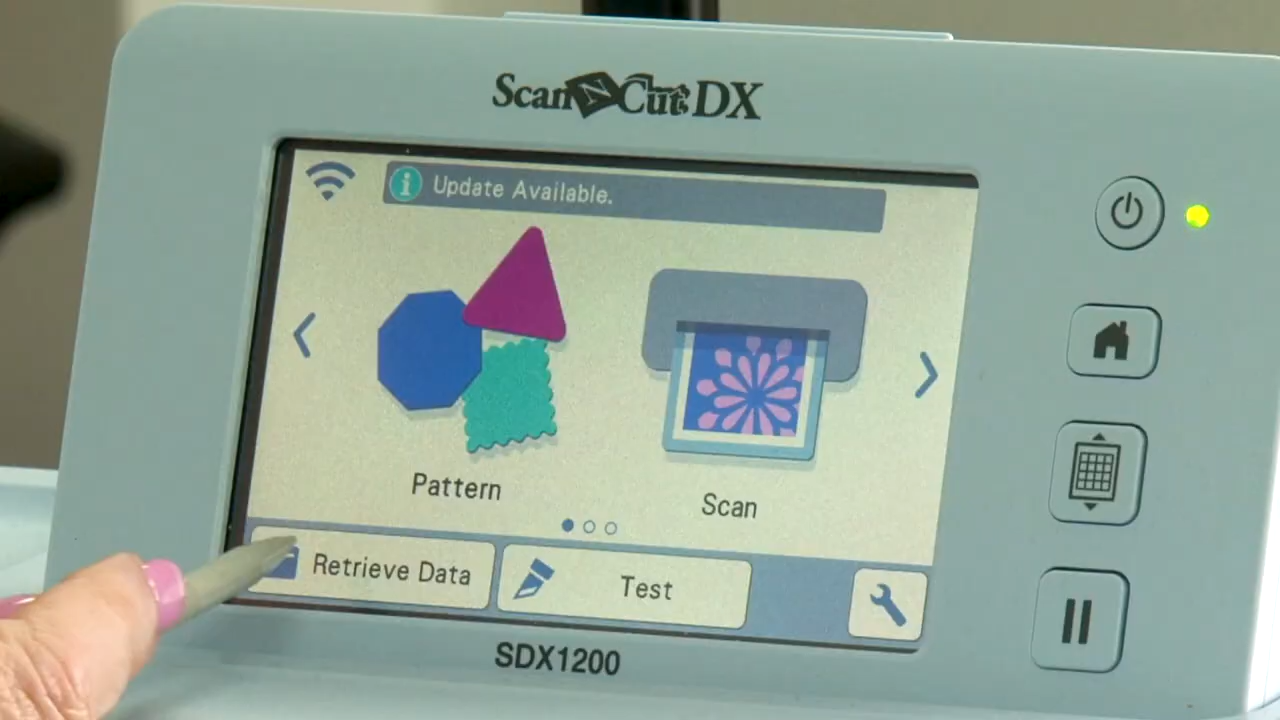 ScanNCut DX
Update Available.
Pattern
Scan
Retrieve Data
Test
SDX1200